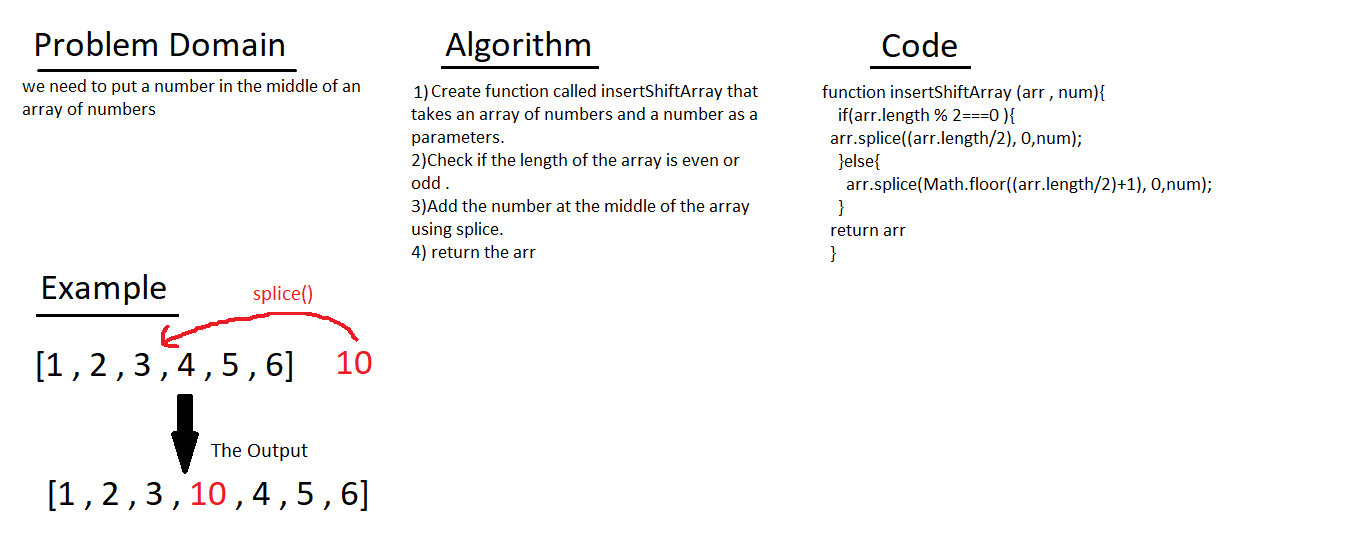 Problem Domain
we need to put a number in the middle of an
array of numbers
Algorithm
1) Create function called insertShiftArray that
takes an array of numbers and a number as a
parameters.
2)Check if the length of the array is even or
odd .
3)Add the number at the middle of the array
using splice.
4) return the arr
Code
function insertShiftArray (arr , num){
if(arr.length % 2===0 ){
arr.splice((arr.length/2), 0,num);
}else{
arr.splice(Math.floor((arr.length/2)+1), 0,num);
}
return arr
}
Example
splice()
[1 , 2 , 3 , 4 , 5 , 6] 10
The Output
[1 , 2 , 3 , 10 , 4 , 5 , 6]